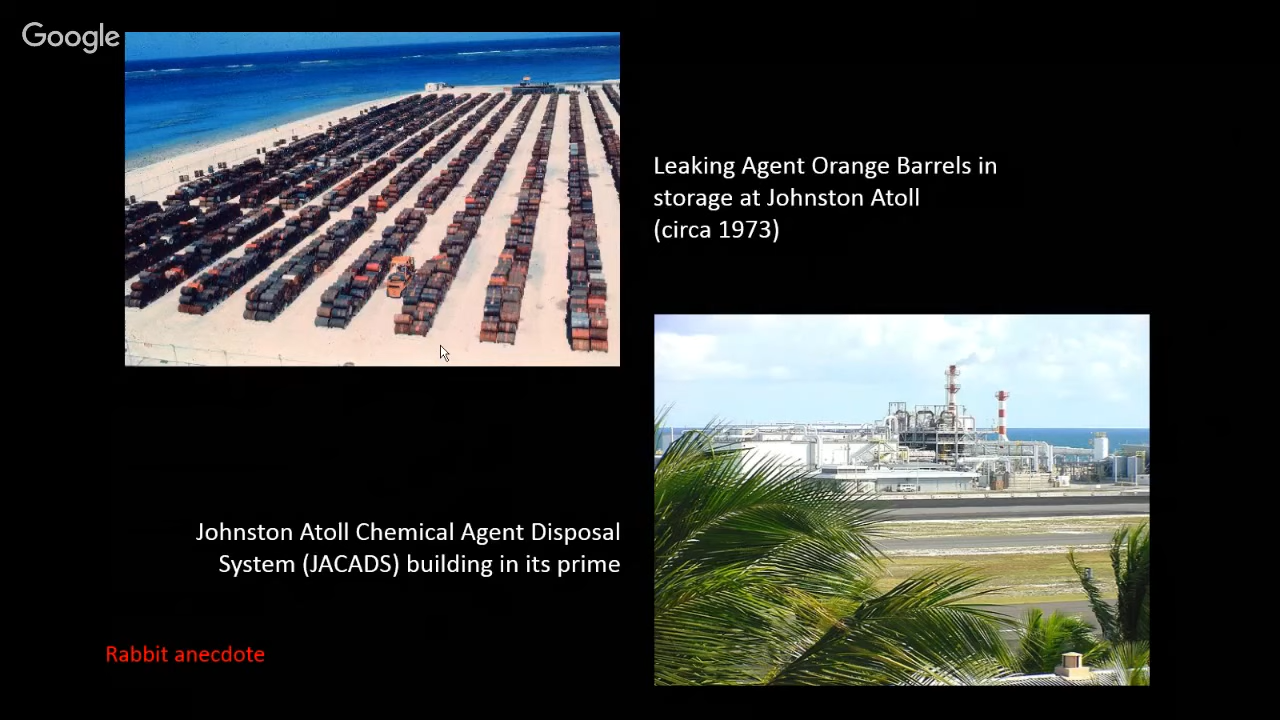 Google
Leaking Agent Orange Barrels in
storage at Johnston Atoll
(circa 1973)
Johnston Atoll Chemical Agent Disposal
System (JACADS) building in its prime
Rabbit anecdote